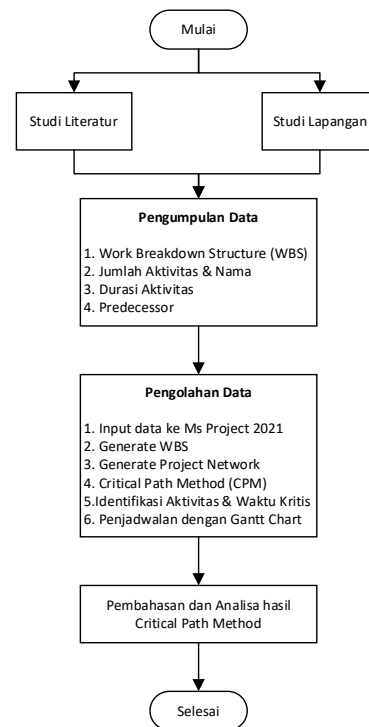 Mulai
Studi Literatur
Studi Lapangan
Pengumpulan Data
1. Work Breakdown Structure (WBS)
2. Jumlah Aktivitas & Nama
3. Durasi Aktivitas
4. Predecessor
Pengolahan Data
1. Input data ke Ms Project 2021
2. Generate WBS
3. Generate Project Network
4. Critical Path Method (CPM)
5.Identifikasi Aktivitas & Waktu Kritis
6. Penjadwalan dengan Gantt Chart
Pembahasan dan Analisa hasil
Critical Path Method
Selesai